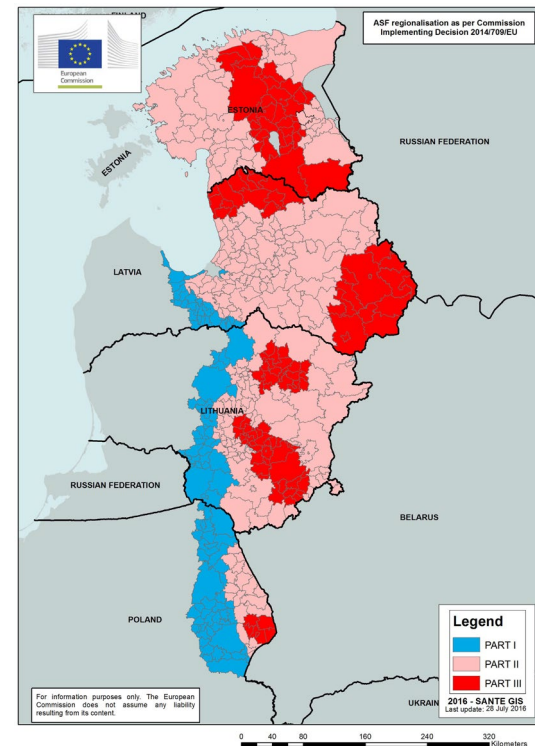 FINLAND
ASF regionalisation as per Commission
Implementing Decision 2014/709/EU
European
Commission
ESTONIA
RUSSIAN FEDERATION
ESTONIA
LATVIA
LITHUANIA
RUSSIAN FEDERATION
BELARUS
POLAND
Legend
PART I
PART II
PART III
2016 - SANTE GIS
Last update: 28 July 2016
UKRAIN
For information purposes only. The European
Commission does not assume any liability
resulting from its content.
0 40 80 160 240 320
Kilometers